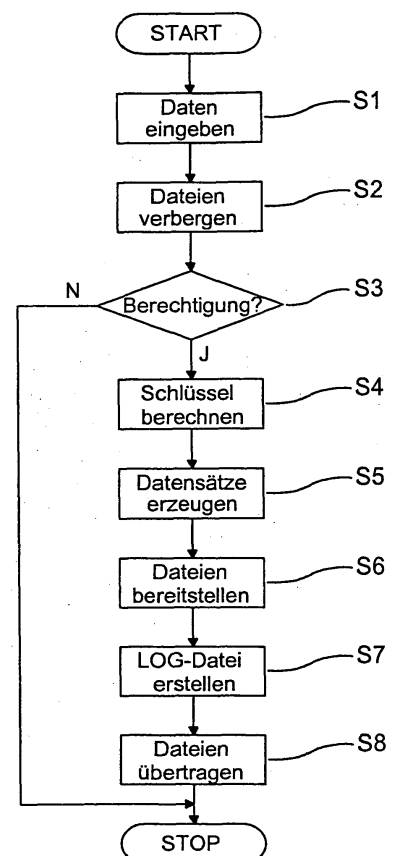 START
Daten
eingeben
S1
Dateien
verbergen
S2
N
Berechtigung?
S3
J
Schlüssel
berechnen
S4
Datensätze
erzeugen
S5
Dateien
bereitstellen
S6
LOG-Datei
erstellen
S7
Dateien
übertragen
S8
STOP